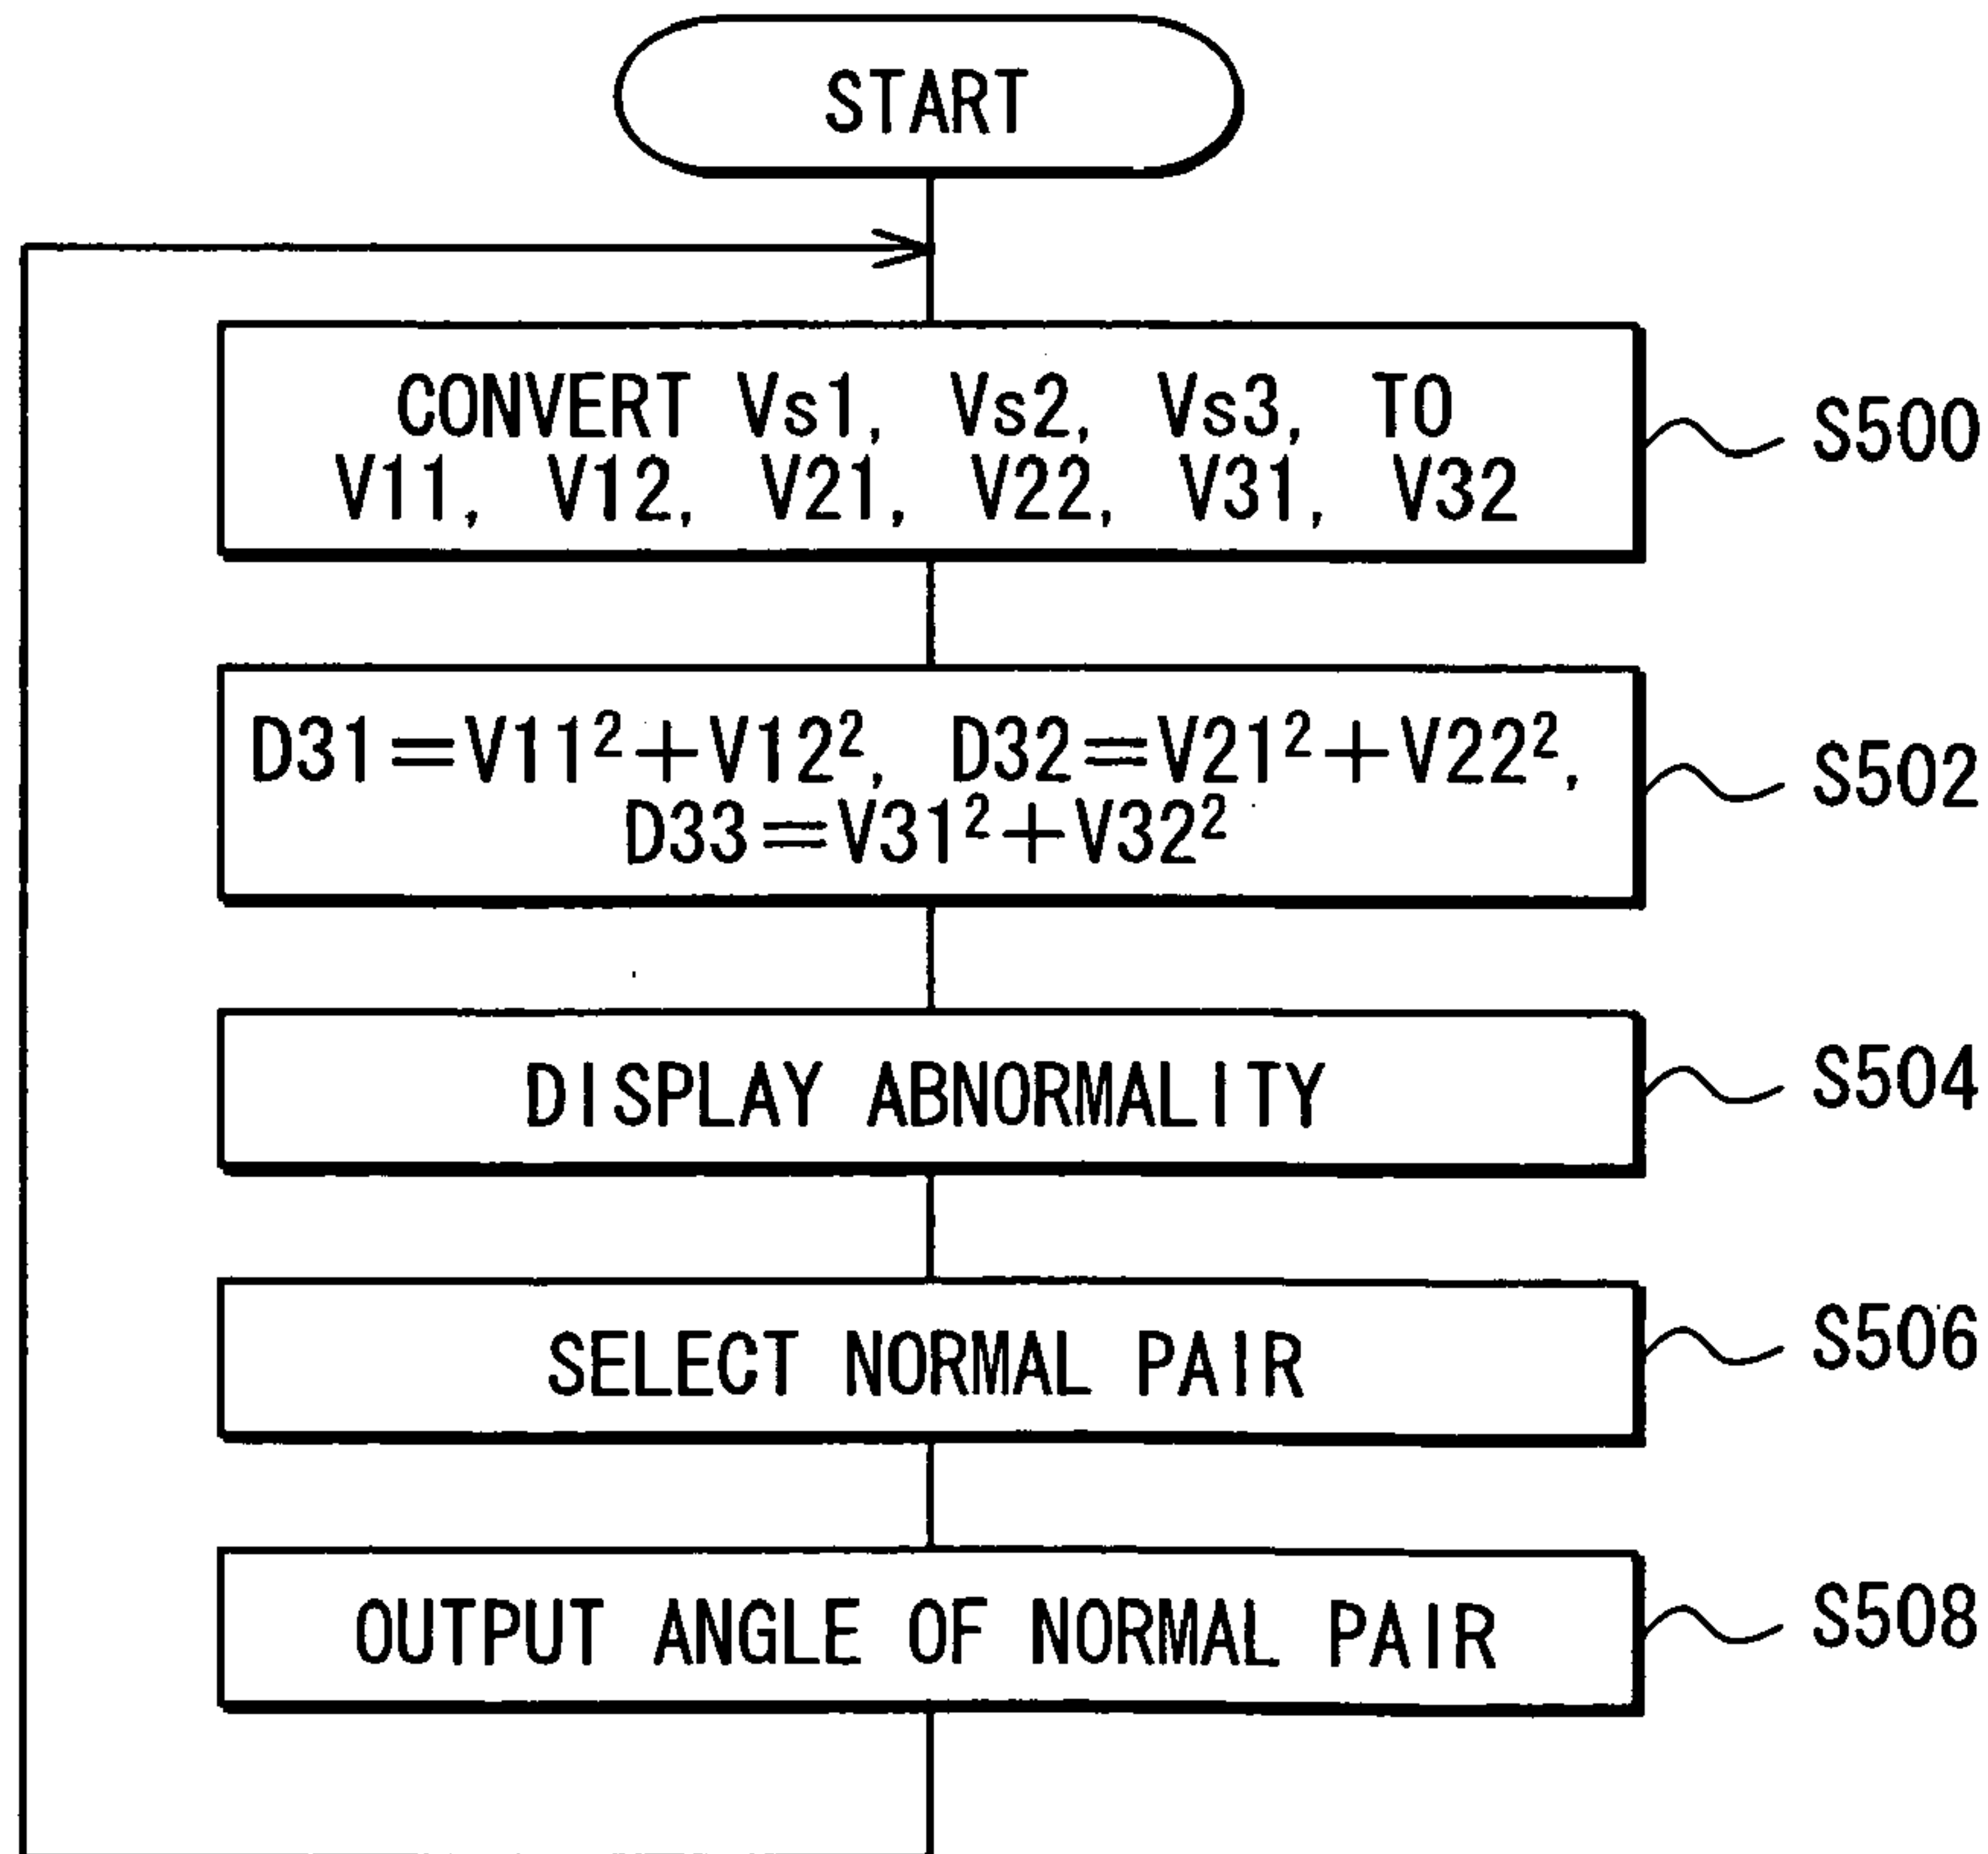 START
CONVERT Vs1, Vs2, Vs3, TO
V11, V12, V21, V22, V31, V32
S500
D31=V11²+V12², D32=V21²+V22²,
D33=V31²+V32²
S502
DISPLAY ABNORMALITY
S504
SELECT NORMAL PAIR
S506
OUTPUT ANGLE OF NORMAL PAIR
S508